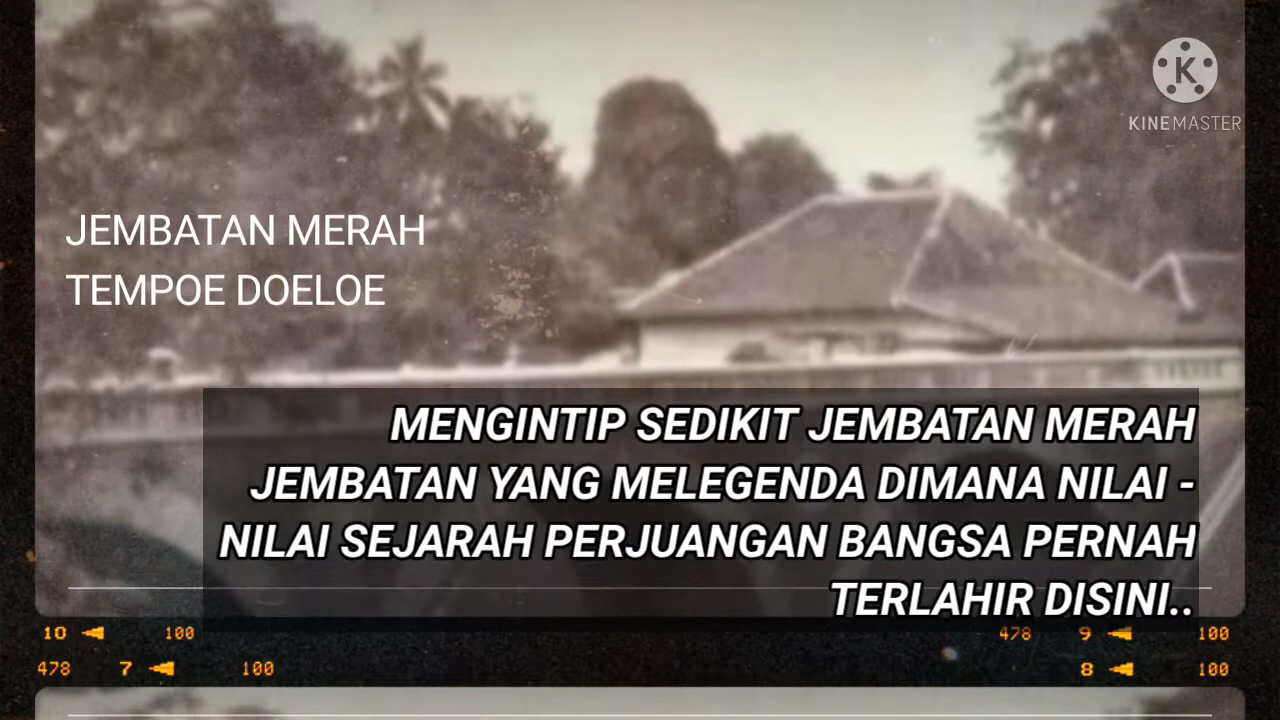 KINEMASTER
JEMBATAN MERAH
TEMPOE DOELOE
MENGINTIP SEDIKIT JEMBATAN MERAH
JEMBATAN YANG MELEGENDA DIMANA NILAI -
NILAI SEJARAH PERJUANGAN BANGSA PERNAH
TERLAHIR DISINI..
10 100 478 9 100
478 7 100 8 100